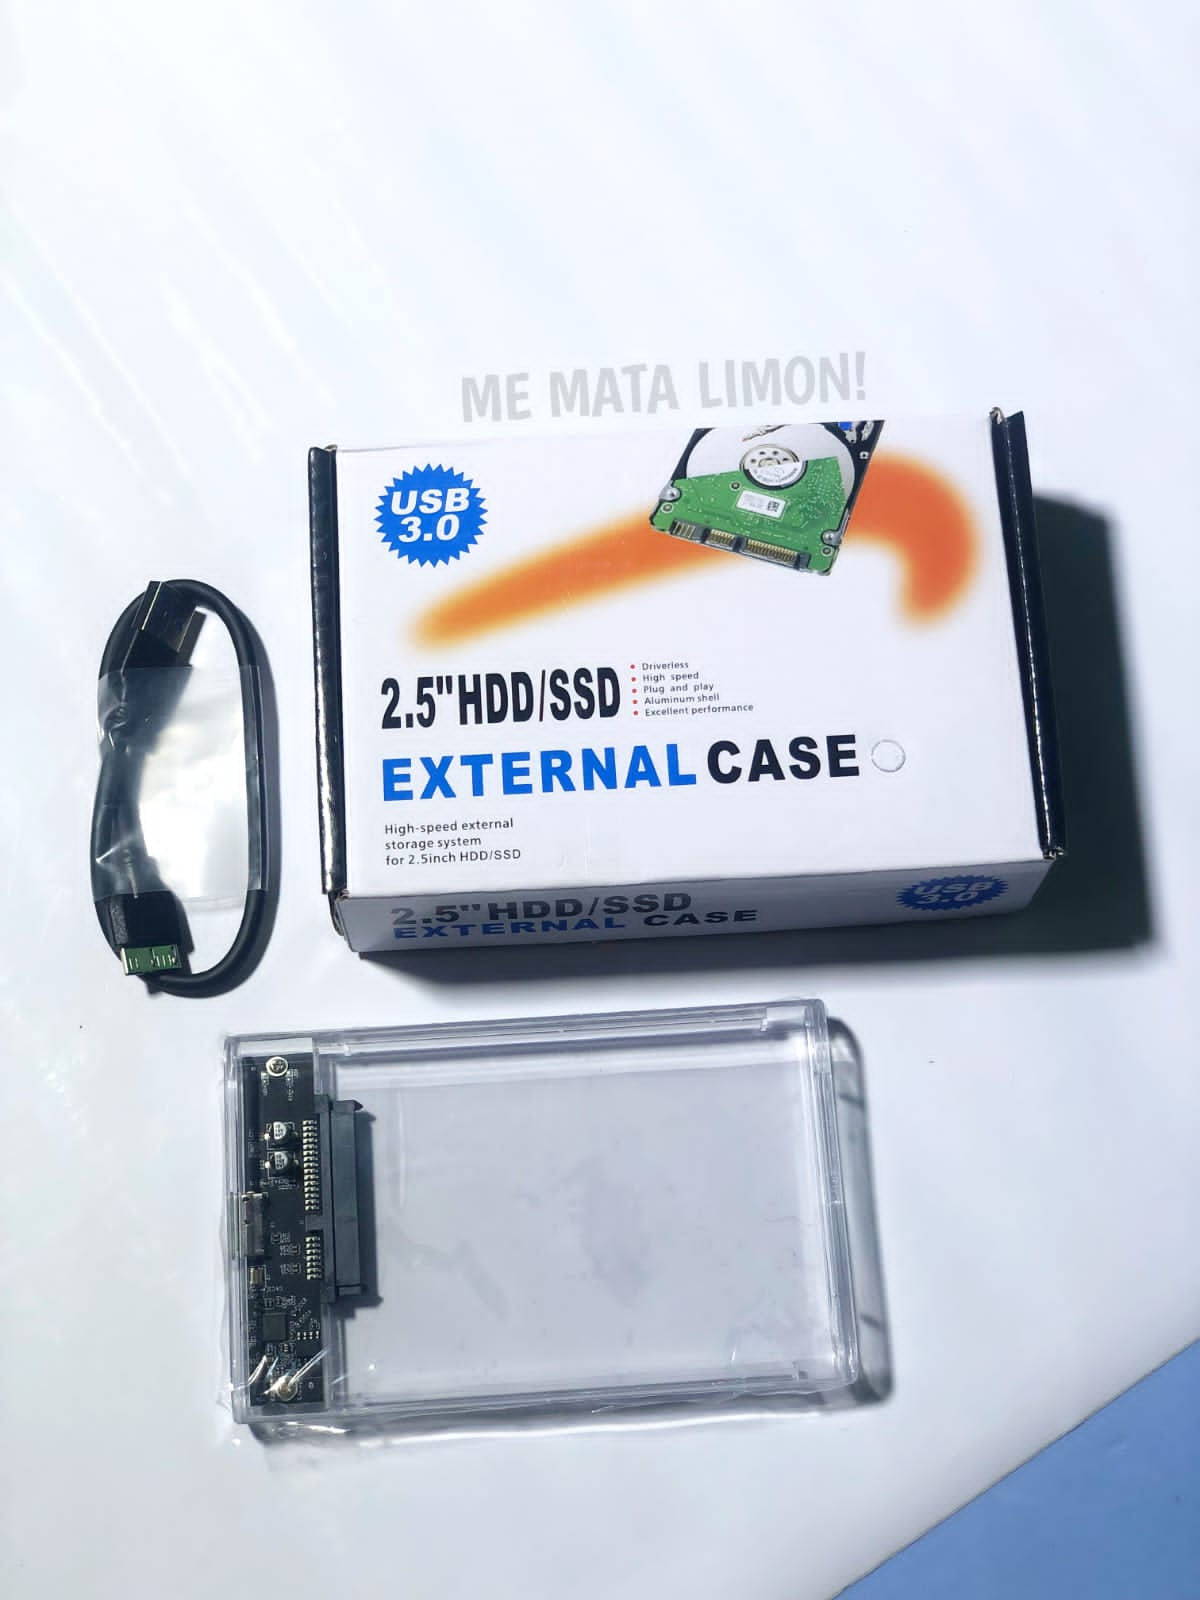 ME MATA LIMON!
USB
3.0
2.5"HDD/SSD
• Driverless
• High speed
• Plug and play
• Aluminum shell
• Excellent performance
EXTERNAL CASE
High-speed external
storage system
for 2.5inch HDD/SSD
2.5"HDD/SSD
EXTERNAL CASE
USB
3.0